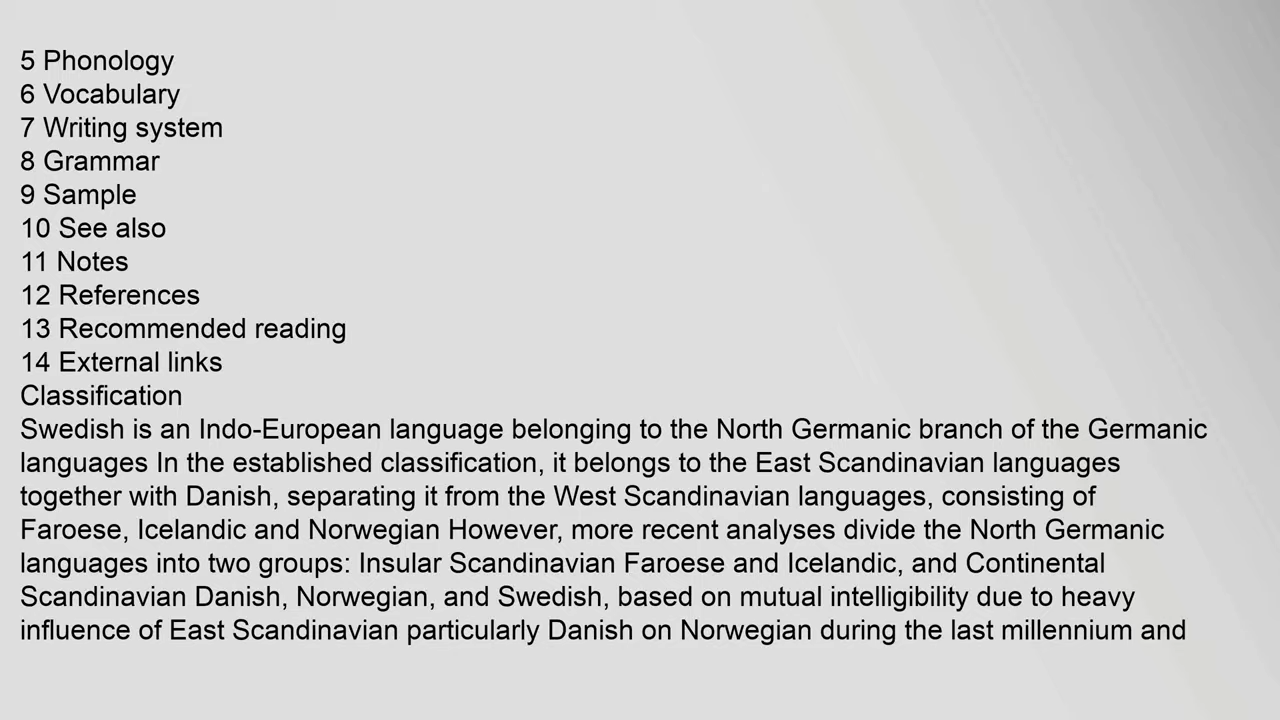 5 Phonology
6 Vocabulary
7 Writing system
8 Grammar
9 Sample
10 See also
11 Notes
12 References
13 Recommended reading
14 External links
Classification
Swedish is an Indo-European language belonging to the North Germanic branch of the Germanic
languages In the established classification, it belongs to the East Scandinavian languages
together with Danish, separating it from the West Scandinavian languages, consisting of
Faroese, Icelandic and Norwegian However, more recent analyses divide the North Germanic
languages into two groups: Insular Scandinavian Faroese and Icelandic, and Continental
Scandinavian Danish, Norwegian, and Swedish, based on mutual intelligibility due to heavy
influence of East Scandinavian particularly Danish on Norwegian during the last millennium and